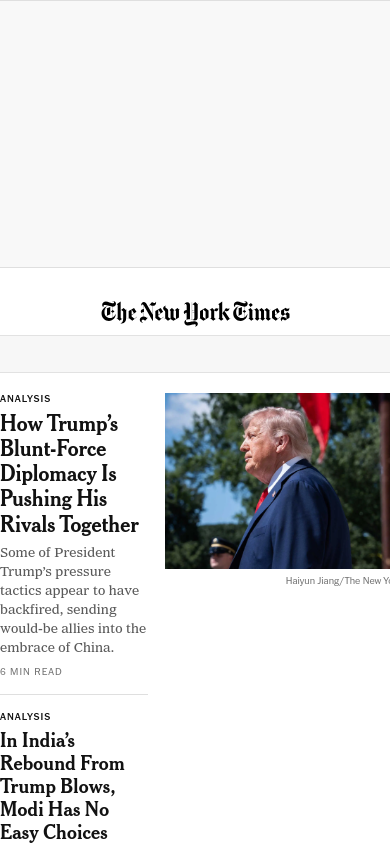 The New York Times
ANALYSIS
How Trump’s
Blunt-Force
Diplomacy Is
Pushing His
Rivals Together
Some of President
Trump’s pressure
tactics appear to have
backfired, sending
would-be allies into the
embrace of China.
6 MIN READ
Haiyun Jiang/The New
ANALYSIS
In India’s
Rebound From
Trump Blows,
Modi Has No
Easy Choices